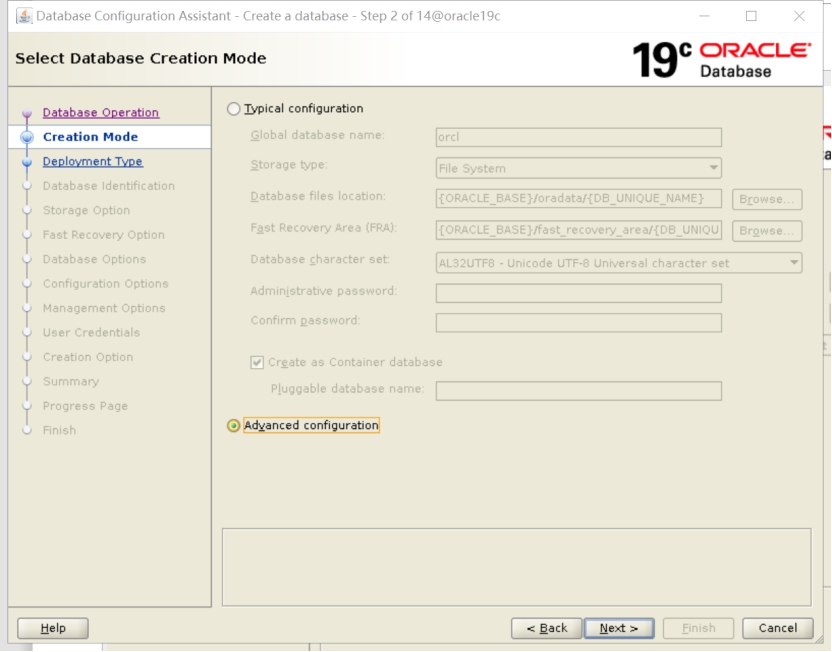 Database Configuration Assistant - Create a database - Step 2 of 14@oracle19c
Select Database Creation Mode
19c ORACLE
Database
Database Operation
Creation Mode
Deployment Type
Database Identification
Storage Option
Fast Recovery Option
Database Options
Configuration Options
Management Options
User Credentials
Creation Option
Summary
Progress Page
Finish
Typical configuration
Global database name: orcl
Storage type: File System
Database files location: {ORACLE_BASE}/oradata/{DB_UNIQUE_NAME} Browse...
Fast Recovery Area (FRA): {ORACLE_BASE}/fast_recovery_area/{DB_UNIQU Browse...
Database character set: AL32UTF8 - Unicode UTF-8 Universal character set
Administrative password:
Confirm password:
Create as Container database
Pluggable database name:
Advanced configuration
Help
< Back
Next >
Finish
Cancel